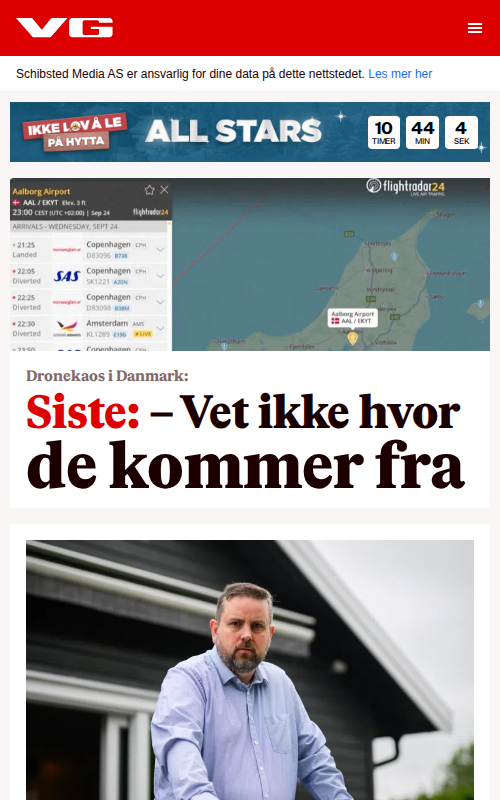 VG
Schibsted Media AS er ansvarlig for dine data på dette nettstedet. Les mer her
IKKE LOV Å LE
PÅ HYTTA
ALL STARS
10 44 4
TIMER MIN SEK
Aalborg Airport
AAL / EKYT Elev. 3 ft
23:00 CEST (UTC +02:00) | Sep 24
flightradar24
ARRIVALS - WEDNESDAY, SEPT 24
21:25 Copenhagen CPH
Landed norwegian D83096 B738
22:05 Copenhagen CPH
Diverted SAS SK1221 A20N
22:25 Copenhagen CPH
Diverted norwegian D83098 B38M
22:30 Amsterdam AMS
Diverted KL1289 E190 LIVE
23:50 Copenhagen CPH
flightradar24
LIVE AIR TRAFFIC
Aalborg Airport
AAL / EKYT
Dronekaos i Danmark:
Siste: – Vet ikke hvor
de kommer fra